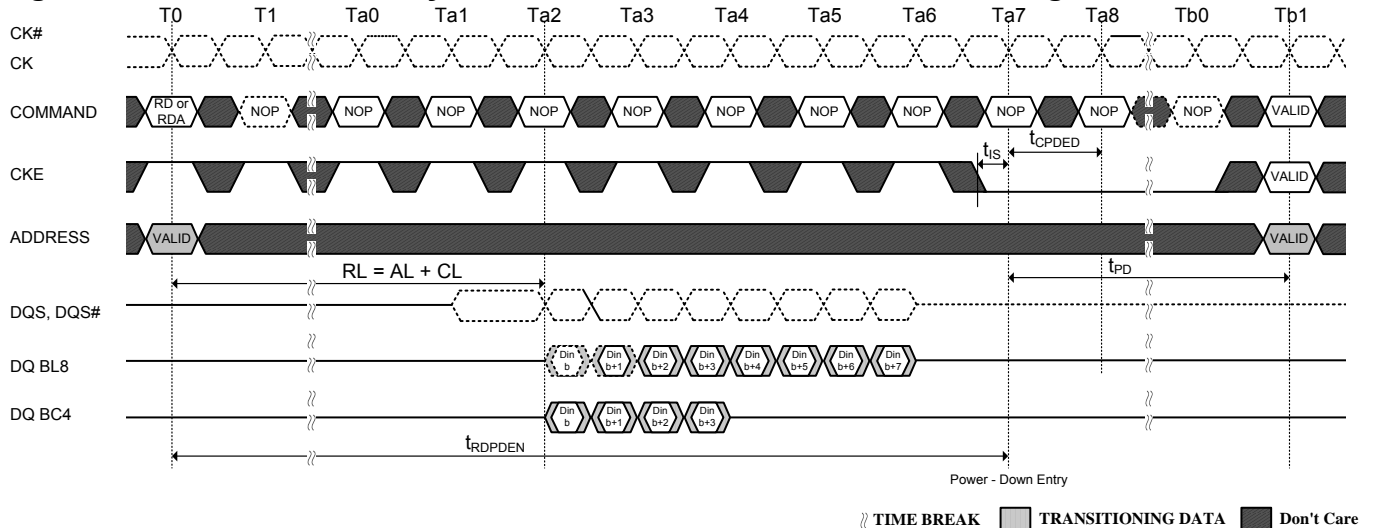 T0 T1 Ta0 Ta1 Ta2 Ta3 Ta4 Ta5 Ta6 Ta7 Ta8 Tb0 Tb1
CK#
CK
COMMAND RD or RDA NOP NOP NOP NOP NOP NOP NOP NOP NOP NOP NOP VALID
tIS tCPDED
CKE VALID
ADDRESS VALID VALID
RL = AL + CL tPD
DQS, DQS#
DQ BL8 Din b Din b+1 Din b+2 Din b+3 Din b+4 Din b+5 Din b+6 Din b+7
DQ BC4 Din b Din b+1 Din b+2 Din b+3
tRDPDEN
Power - Down Entry
TIME BREAK TRANSITIONING DATA Don't Care